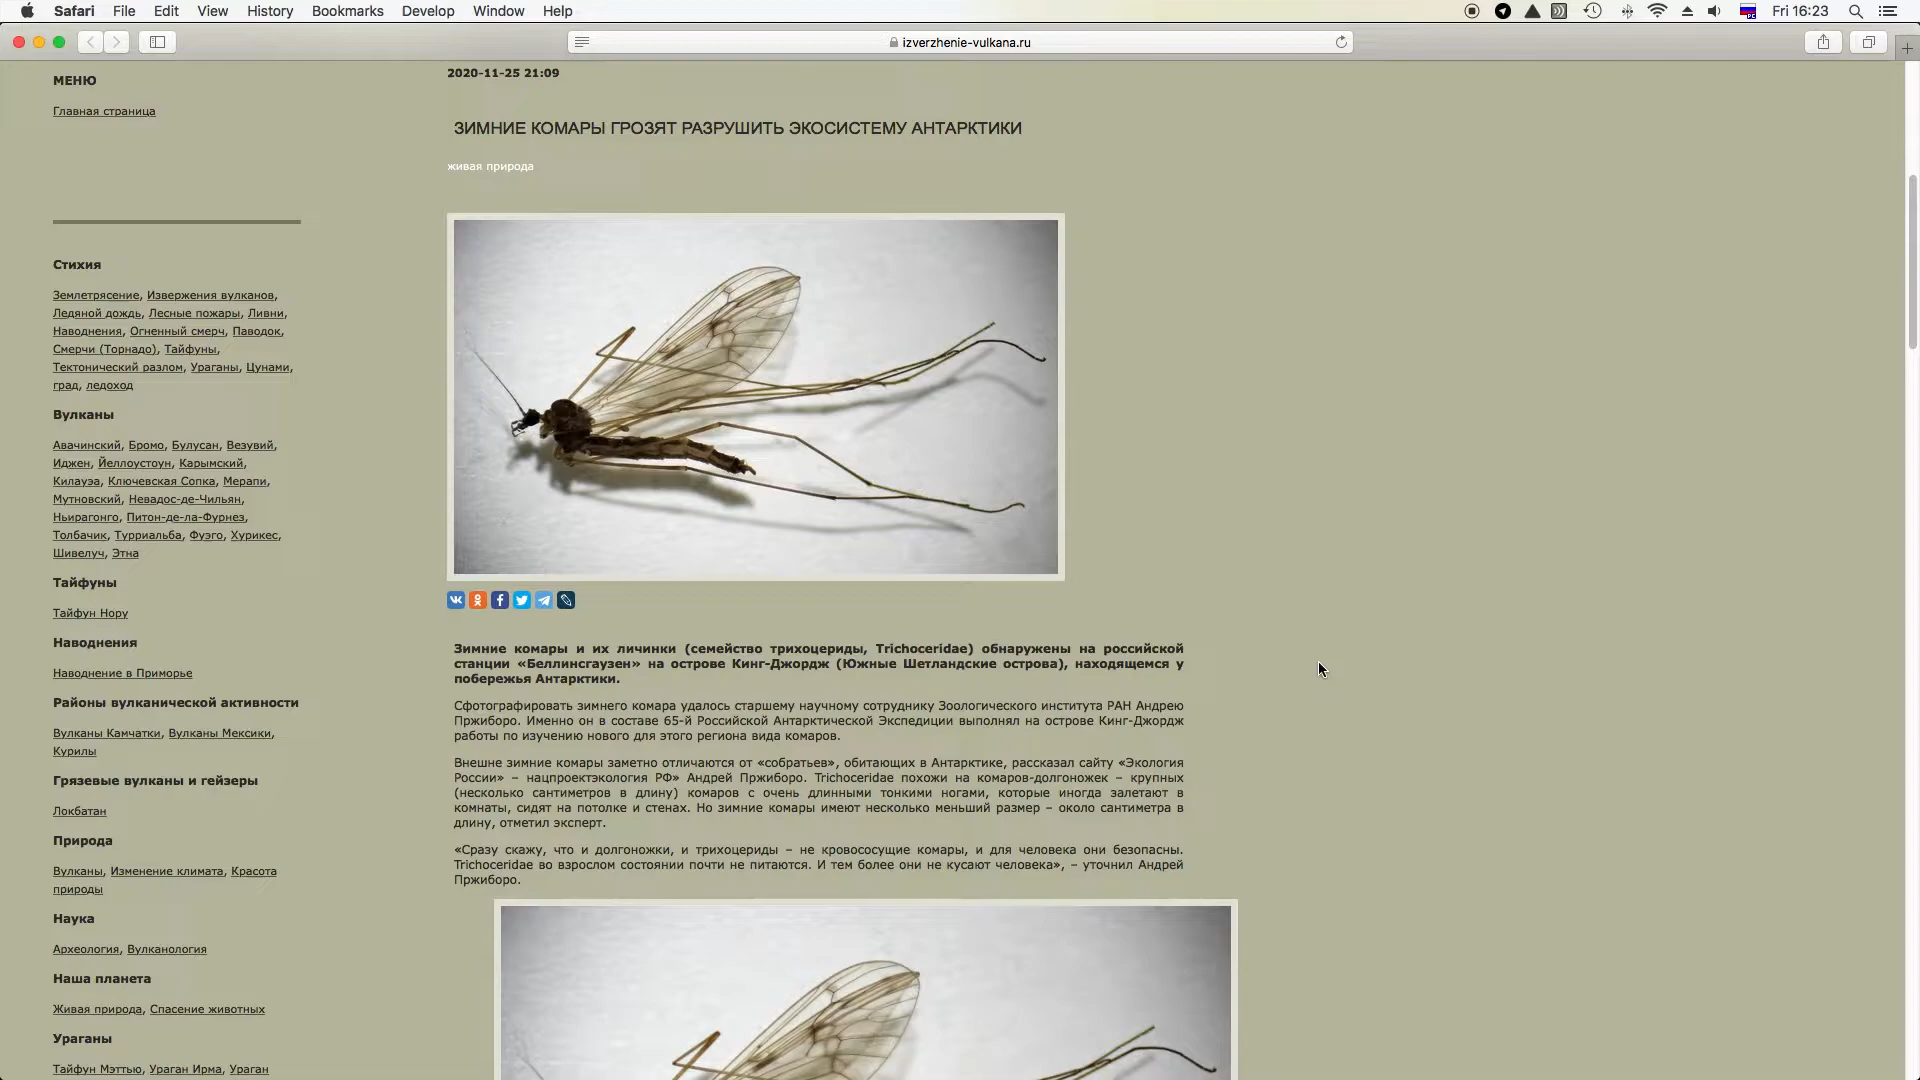 Safari File Edit View History Bookmarks Develop Window Help
Fri 16:23
izverzhenie-vulkana.ru
МЕНЮ
Главная страница
Стихия
Землетрясение, Извержения вулканов,
Ледяной дождь, Лесные пожары, Ливни,
Наводнения, Огненный смерч, Паводок,
Смерчи (Торнадо), Тайфуны,
Тектонический разлом, Ураганы, Цунами,
град, ледоход
Вулканы
Авачинский, Бромо, Булусан, Везувий,
Иджен, Йеллоустоун, Карымский,
Килауэа, Ключевская Сопка, Мерапи,
Мутновский, Невадос-де-Чильян,
Ньирагонго, Питон-де-ла-Фурнез,
Толбачик, Турриальба, Фуэго, Хурикес,
Шивелуч, Этна
Тайфуны
Тайфун Нору
Наводнения
Наводнение в Приморье
Районы вулканической активности
Вулканы Камчатки, Вулканы Мексики,
Курилы
Грязевые вулканы и гейзеры
Локбатан
Природа
Вулканы, Изменение климата, Красота
природы
Наука
Археология, Вулканология
Наша планета
Живая природа, Спасение животных
Ураганы
Тайфун Мэттью, Ураган Ирма, Ураган
2020-11-25 21:09
ЗИМНИЕ КОМАРЫ ГРОЗЯТ РАЗРУШИТЬ ЭКОСИСТЕМУ АНТАРКТИКИ
живая природа
Зимние комары и их личинки (семейство трихоцериды, Trichoceridae) обнаружены на российской
станции «Беллинсгаузен» на острове Кинг-Джордж (Южные Шетландские острова), находящемся у
побережья Антарктики.
Сфотографировать зимнего комара удалось старшему научному сотруднику Зоологического института РАН Андрею
Пржиборо. Именно он в составе 65-й Российской Антарктической Экспедиции выполнял на острове Кинг-Джордж
работы по изучению нового для этого региона вида комаров.
Внешне зимние комары заметно отличаются от «собратьев», обитающих в Антарктике, рассказал сайту «Экология
России» – нацпроектэкология РФ» Андрей Пржиборо. Trichoceridae похожи на комаров-долгоножек – крупных
(несколько сантиметров в длину) комаров с очень длинными тонкими ногами, которые иногда залетают в
комнаты, сидят на потолке и стенах. Но зимние комары имеют несколько меньший размер – около сантиметра в
длину, отметил эксперт.
«Сразу скажу, что и долгоножки, и трихоцериды – не кровососущие комары, и для человека они безопасны.
Trichoceridae во взрослом состоянии почти не питаются. И тем более они не кусают человека», – уточнил Андрей
Пржиборо.